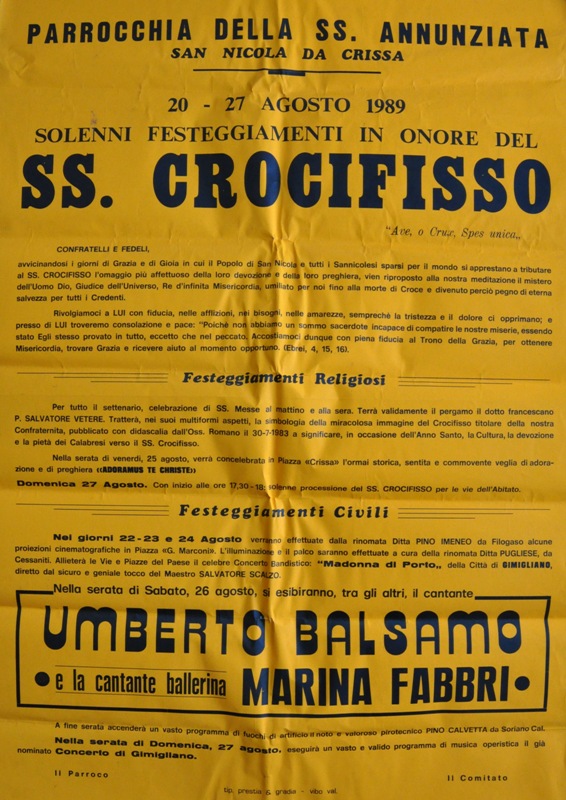 PARROCCHIA DELLA SS. ANNUNZIATA
SAN NICOLA DA CRISSA
20 - 27 AGOSTO 1989
SOLENNI FESTEGGIAMENTI IN ONORE DEL
SS. CROCIFISSO
"Ave, o Crux, Spes unica„
CONFRATELLI E FEDELI,
avvicinandosi i giorni di Grazia e di Gioia in cui il Popolo di San Nicola e tutti i Sannicolesi sparsi per il mondo si apprestano a tributare
al SS. CROCIFISSO l'omaggio più affettuoso della loro devozione e della loro preghiera, vien riproposto alla nostra meditazione il mistero
dell'Uomo Dio, Giudice dell'Universo, Re d'infinita Misericordia, umiliato per noi fino alla morte di Croce e divenuto perciò pegno di eterna
salvezza per tutti i Credenti.
Rivolgiamoci a LUI con fiducia, nelle afflizioni, nei bisogni, nelle amarezze, sempreché la tristezza e il dolore ci opprimano; e
presso di LUI troveremo consolazione e pace: "Poiché non abbiamo un sommo sacerdote incapace di compatire le nostre miserie, essendo
stato Egli stesso provato in tutto, eccetto che nel peccato. Accostiamoci dunque con piena fiducia al Trono della Grazia, per ottenere
Misericordia, trovare Grazia e ricevere aiuto al momento opportuno. (Ebrei, 4, 15, 16).
Festeggiamenti Religiosi
Per tutto il settenario, celebrazione di SS. Messe al mattino e alla sera. Terrà validamente il pergamo il dotto francescano
P. SALVATORE VETERE. Tratterà, nei suoi multiformi aspetti, la simbologia della miracolosa immagine del Crocifisso titolare della nostra
Confraternita, pubblicato con didascalia dall'Oss. Romano il 30-7-1983 a significare, in occasione dell'Anno Santo, la Cultura, la devozione
e la pietà dei Calabresi verso il SS. Crocifisso.
Nella serata di venerdì, 25 agosto, verrà concelebrata in Piazza «Crissa» l'ormai storica, sentita e commovente veglia di adora-
zione e di preghiera «ADORAMUS TE CHRISTE»
Domenica 27 Agosto. Con inizio alle ore 17,30-18: solenne processione del SS. CROCIFISSO per le vie dell'Abitato.
Festeggiamenti Civili
Nei giorni 22-23 e 24 Agosto verranno effettuate dalla rinomata Ditta PINO IMENEO da Filogaso alcune
proiezioni cinematografiche in Piazza «G. Marconi». L'illuminazione e il palco saranno effettuate a cura della rinomata Ditta PUGLIESE, da
Cessaniti. Allieterà le Vie e Piazze del Paese il celebre Concerto Bandistico: "Madonna di Porto„ della Città di GIMIGLIANO,
diretto dal sicuro e geniale tocco del Maestro SALVATORE SCALZO.
Nella serata di Sabato, 26 agosto, si esibiranno, tra gli altri, il cantante
UMBERTO BALSAMO
• e la cantante ballerina MARINA FABBRI •
A fine serata accenderà un vasto programma di fuochi di artificio il noto e valoroso pirotecnico PINO CALVETTA da Soriano Cal.
Nella serata di Domenica, 27 agosto, eseguirà un vasto e valido programma di musica operistica il già
nominato Concerto di Gimigliano.
Il Parroco
Il Comitato
tip. prestia & gradia - vibo val.